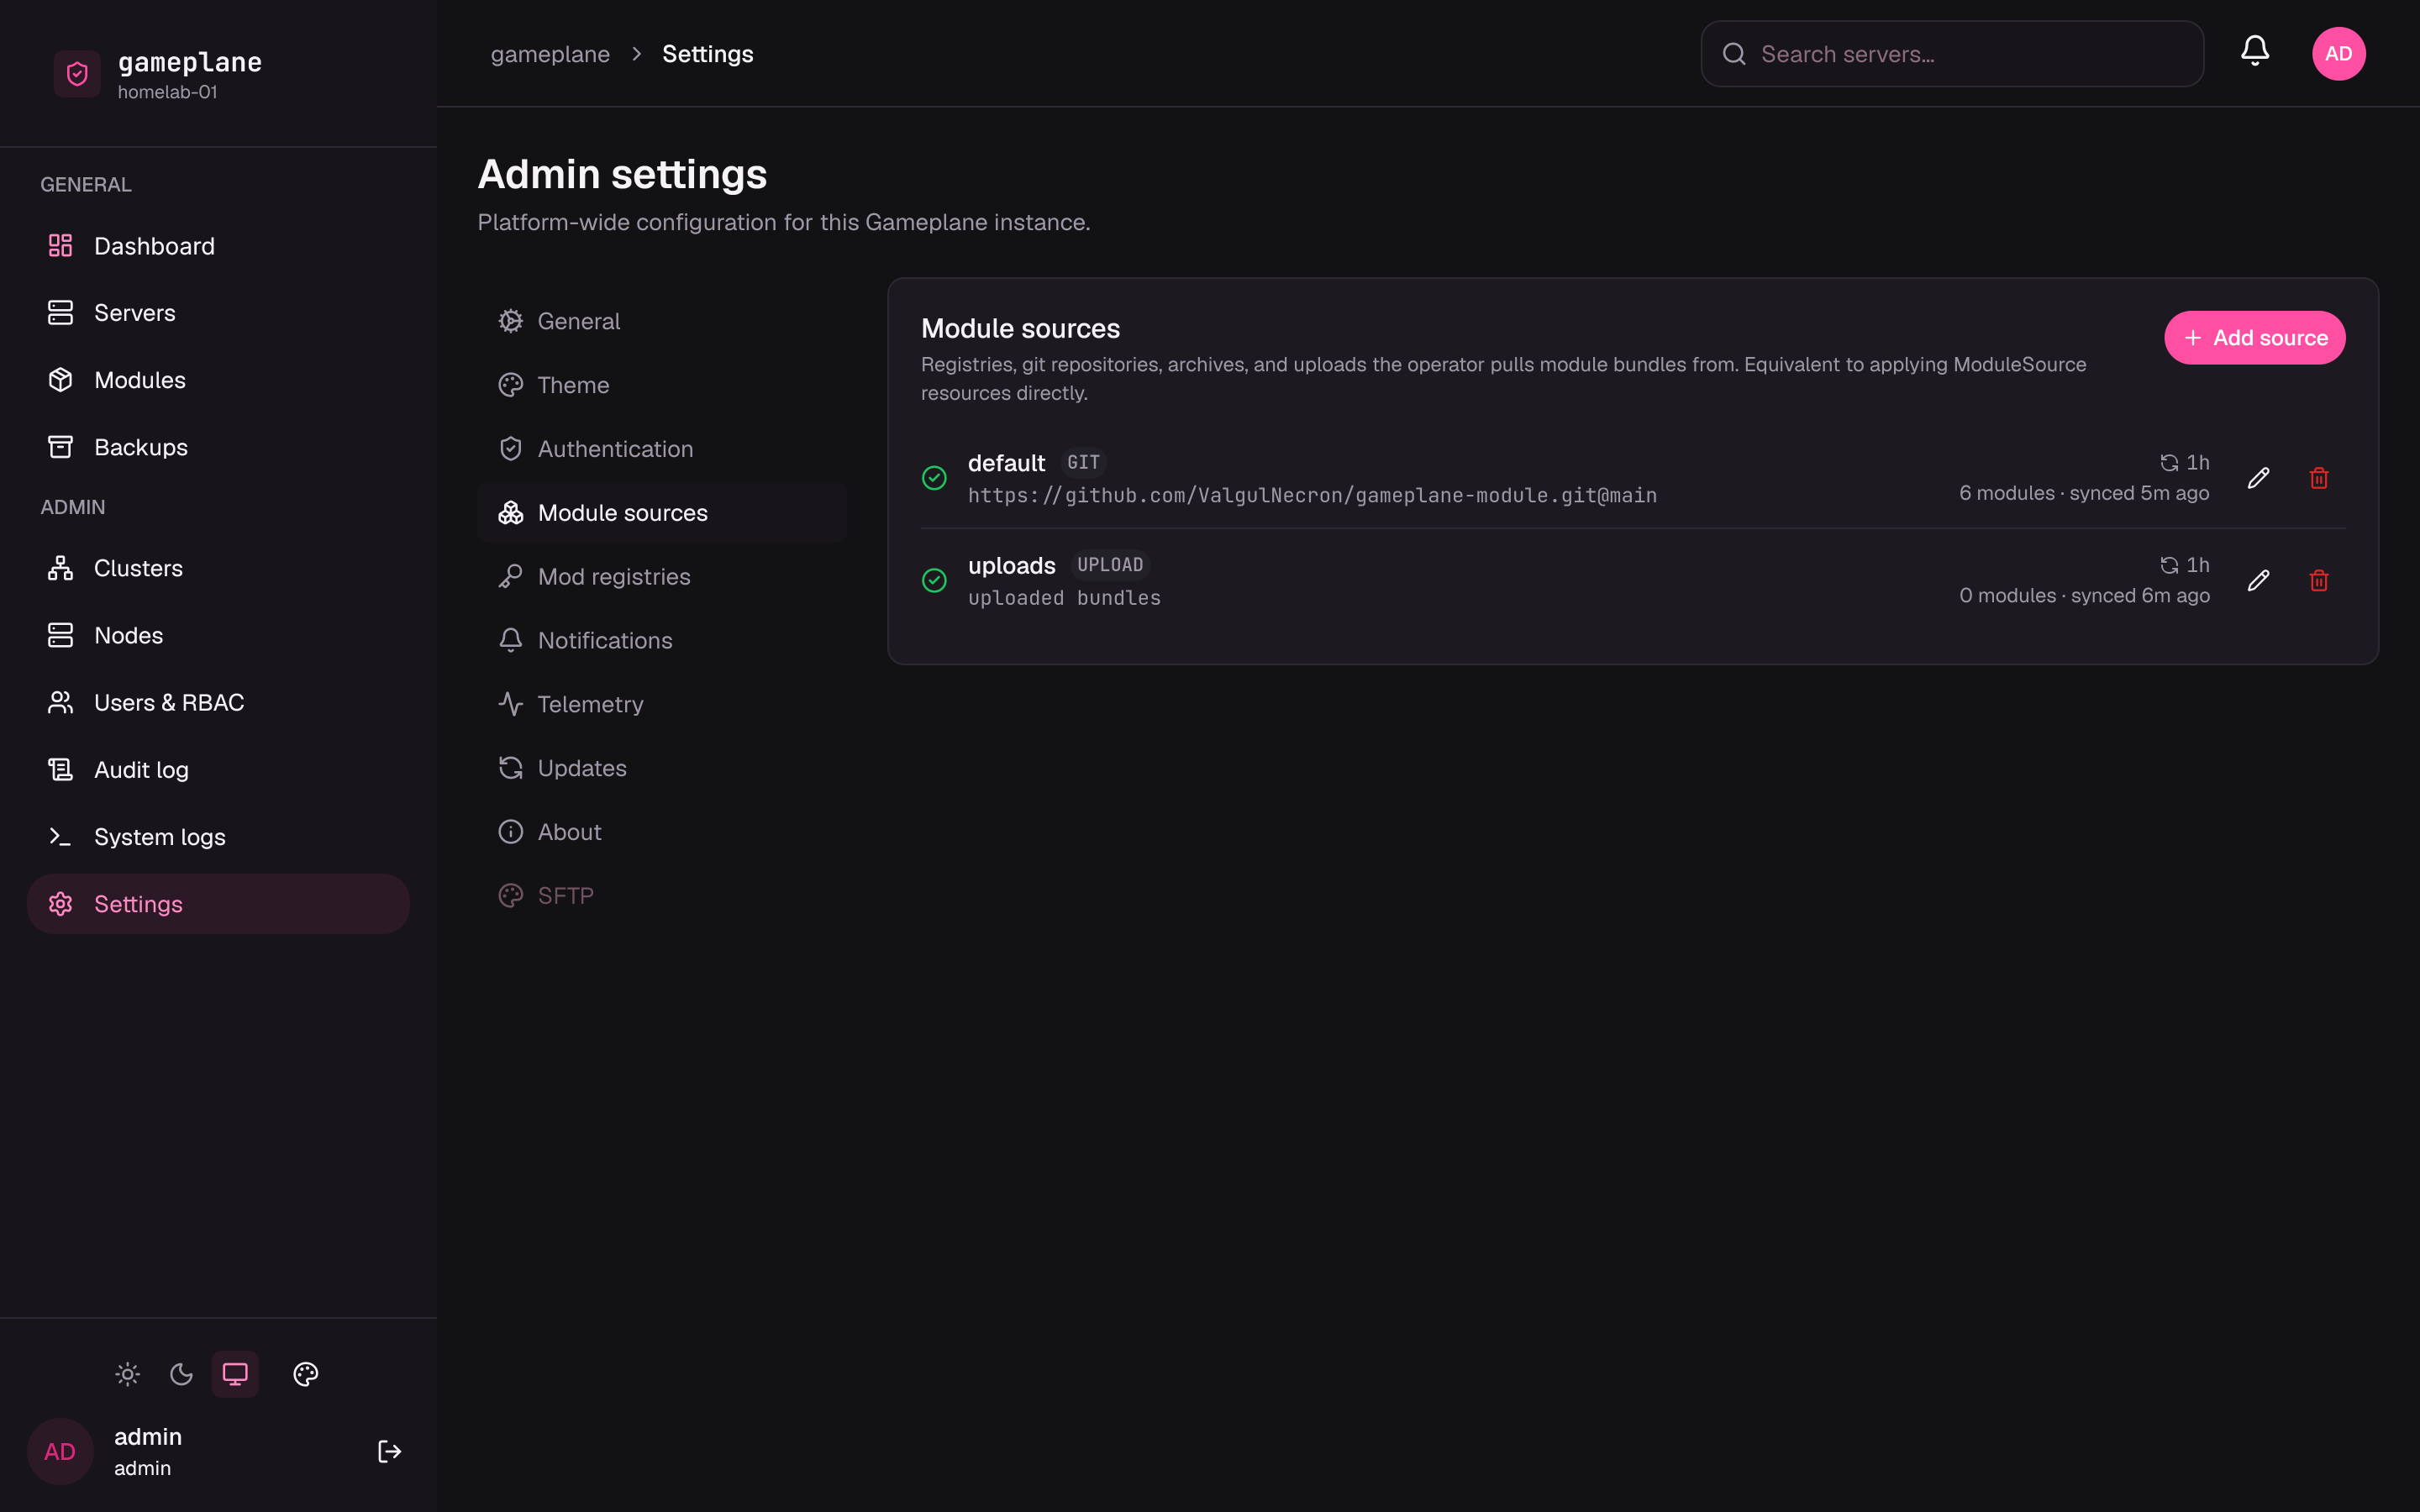 gameplane
homelab-01
GENERAL
Dashboard
Servers
Modules
Backups
ADMIN
Clusters
Nodes
Users & RBAC
Audit log
System logs
Settings
AD
admin
admin
gameplane > Settings
Search servers...
AD
Admin settings
Platform-wide configuration for this Gameplane instance.
General
Theme
Authentication
Module sources
Mod registries
Notifications
Telemetry
Updates
About
SFTP
Module sources
+ Add source
Registries, git repositories, archives, and uploads the operator pulls module bundles from. Equivalent to applying ModuleSource
resources directly.
default GIT
1h
https://github.com/ValgulNecron/gameplane-module.git@main
6 modules · synced 5m ago
uploads UPLOAD
1h
uploaded bundles
0 modules · synced 6m ago